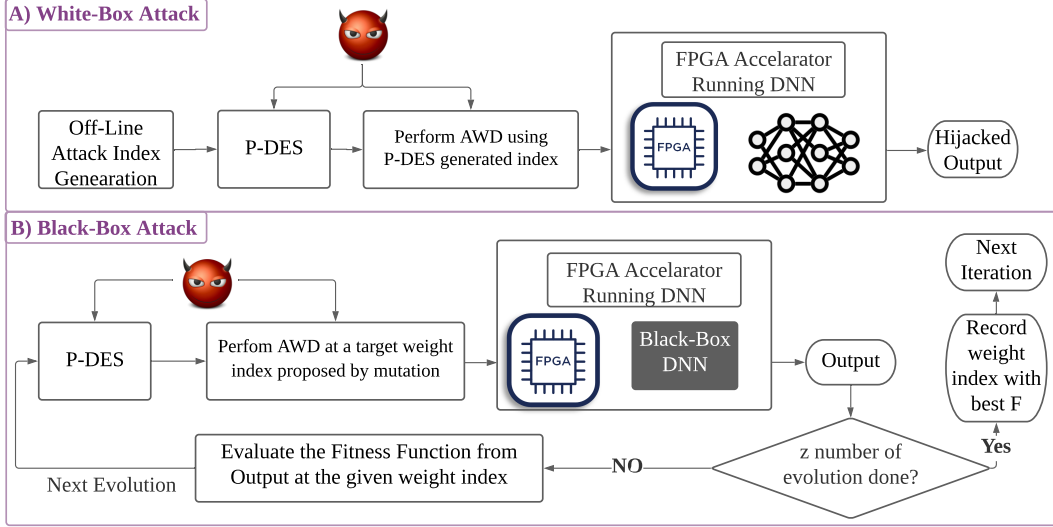 A) White-Box Attack
Off-Line
Attack Index
Genearation
P-DES
Perform AWD using
P-DES generated index
FPGA Accelarator
Running DNN
FPGA
Hijacked
Output
B) Black-Box Attack
P-DES
Perfom AWD at a target weight
index proposed by mutation
FPGA Accelarator
Running DNN
FPGA
Black-Box
DNN
Output
Next
Iteration
Record
weight
index with
best F
Yes
z number of
evolution done?
NO
Evaluate the Fitness Function from
Output at the given weight index
Next Evolution